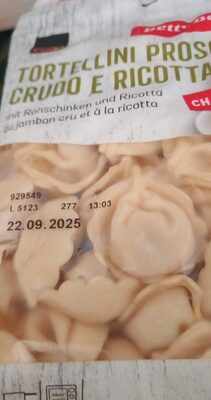 TORTELLINI PROSC
CRUDO E RICOTTA
mit Rohschinken und Ricotta
au jambon cru et à la ricotta
CH
929549
L 5123 277 13:03
22.09.2025